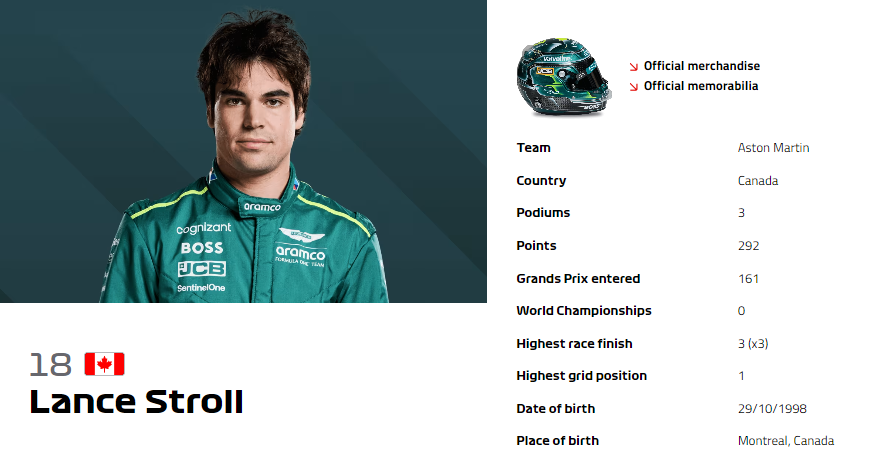 cognizant
BOSS
JCB
SentinelOne
aramco
aramco
FORMULA ONE TEAM
18
Lance Stroll
Valvoline
JCB
Official merchandise
Official memorabilia
Team Aston Martin
Country Canada
Podiums 3
Points 292
Grands Prix entered 161
World Championships 0
Highest race finish 3 (x3)
Highest grid position 1
Date of birth 29/10/1998
Place of birth Montreal, Canada